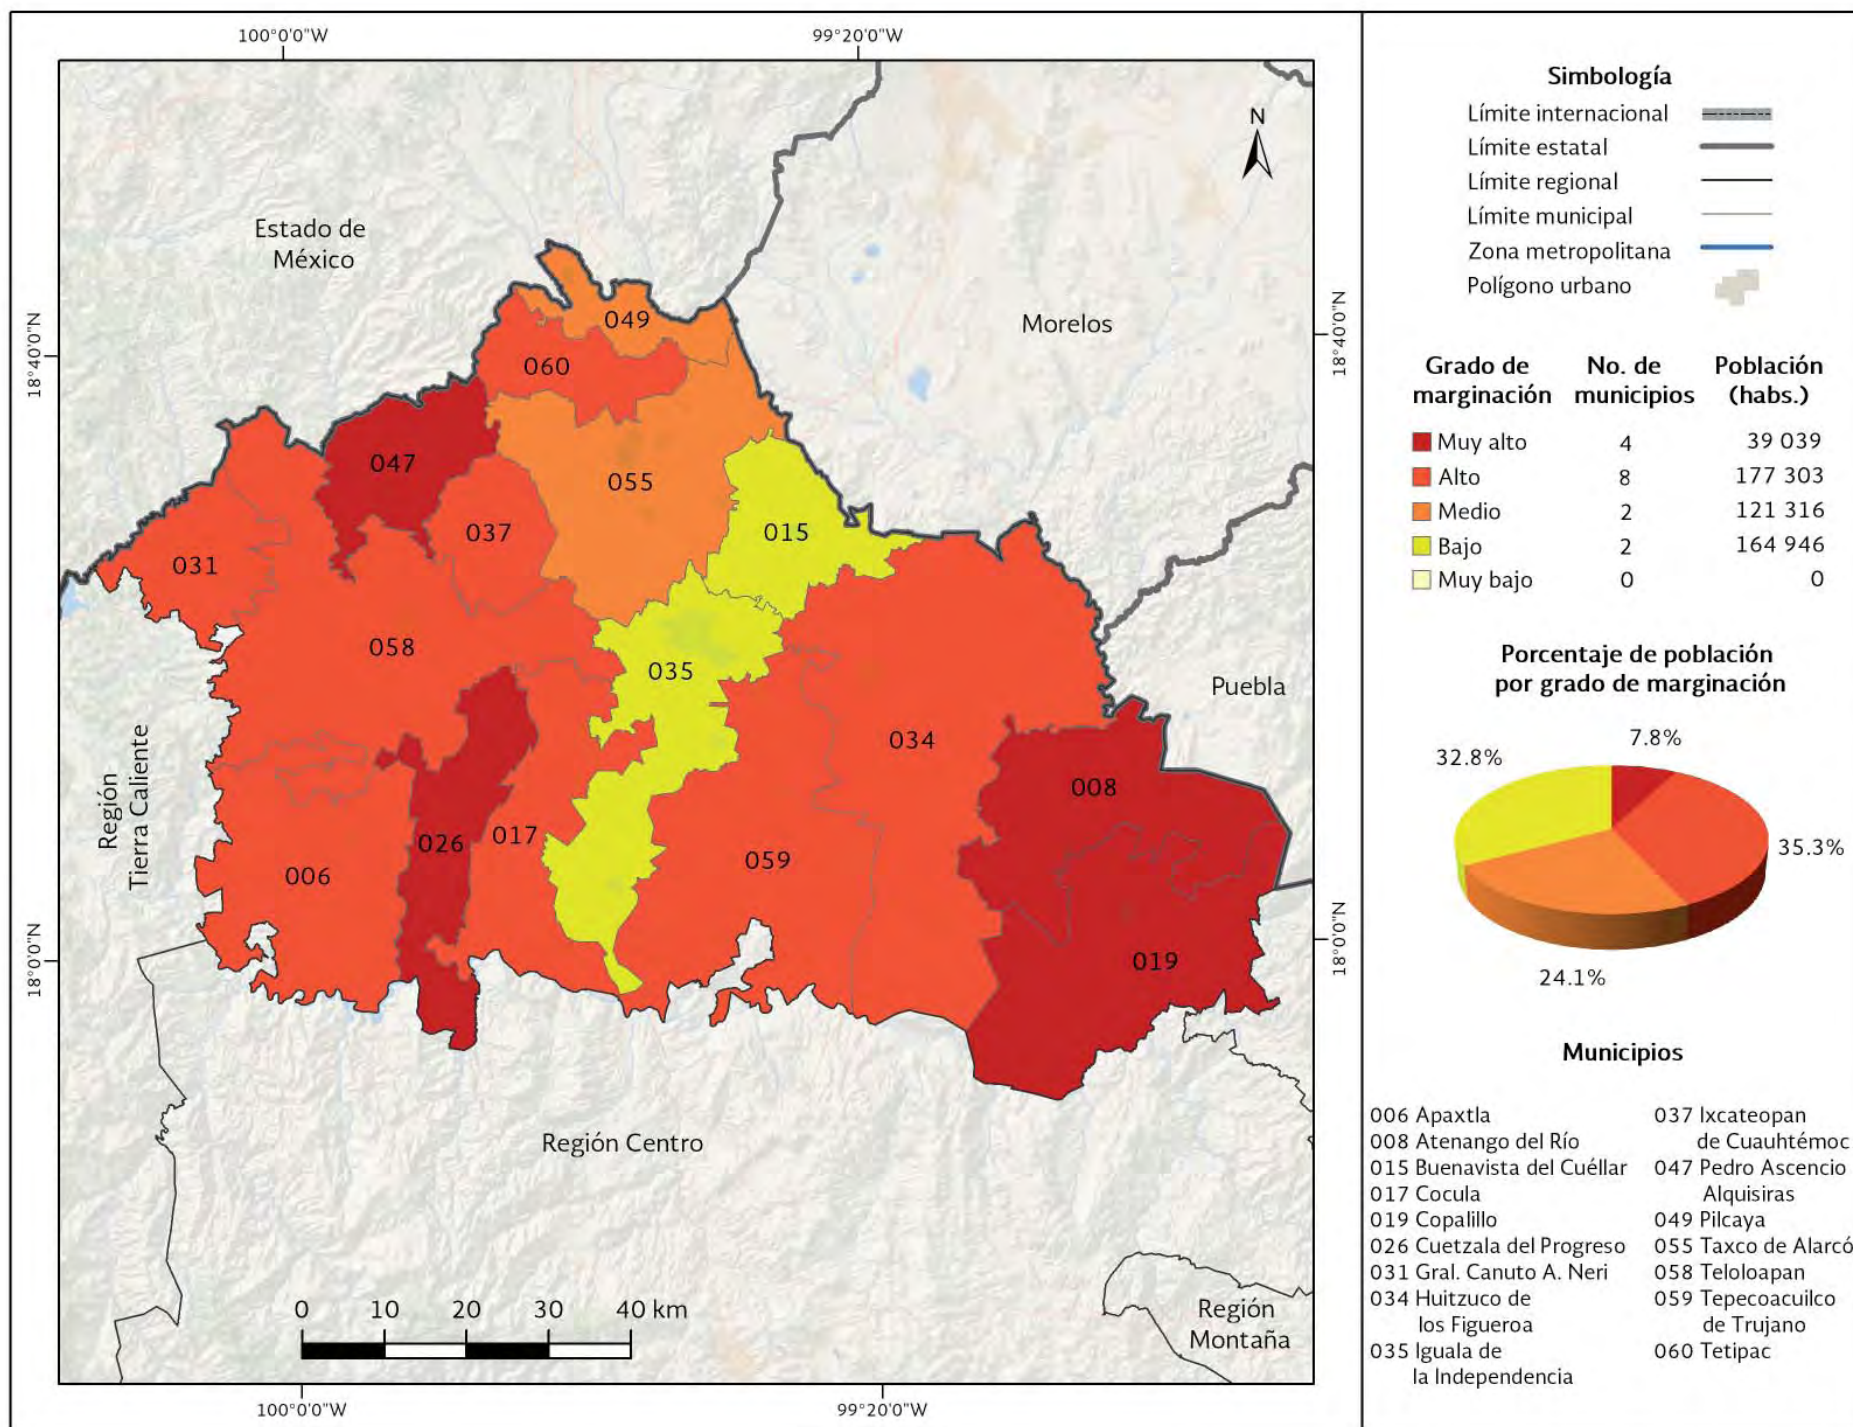 100°0'0"W
99°20'0"W
N
18°40'0"N
18°40'0"N
Estado de
México
Morelos
049
060
047
055
015
037
031
058
035
Puebla
034
008
Región
Tierra Caliente
026
017
059
006
019
18°0'0"N
18°0'0"N
Región Centro
Región
Montaña
0 10 20 30 40 km
100°0'0"W
99°20'0"W
Simbología
Límite internacional
Límite estatal
Límite regional
Límite municipal
Zona metropolitana
Polígono urbano
Grado de marginación No. de municipios Población (habs.)
Muy alto 4 39 039
Alto 8 177 303
Medio 2 121 316
Bajo 2 164 946
Muy bajo 0 0
Porcentaje de población
por grado de marginación
7.8%
32.8%
35.3%
24.1%
Municipios
006 Apaxtla
008 Atenango del Río
015 Buenavista del Cuéllar
017 Cocula
019 Copalillo
026 Cuetzala del Progreso
031 Gral. Canuto A. Neri
034 Huitzuco de
los Figueroa
035 Iguala de
la Independencia
037 Ixcateopan
de Cuauhtémoc
047 Pedro Ascencio
Alquisiras
049 Pilcaya
055 Taxco de Alarcó
058 Teloloapan
059 Tepecoacuilco
de Trujano
060 Tetipac